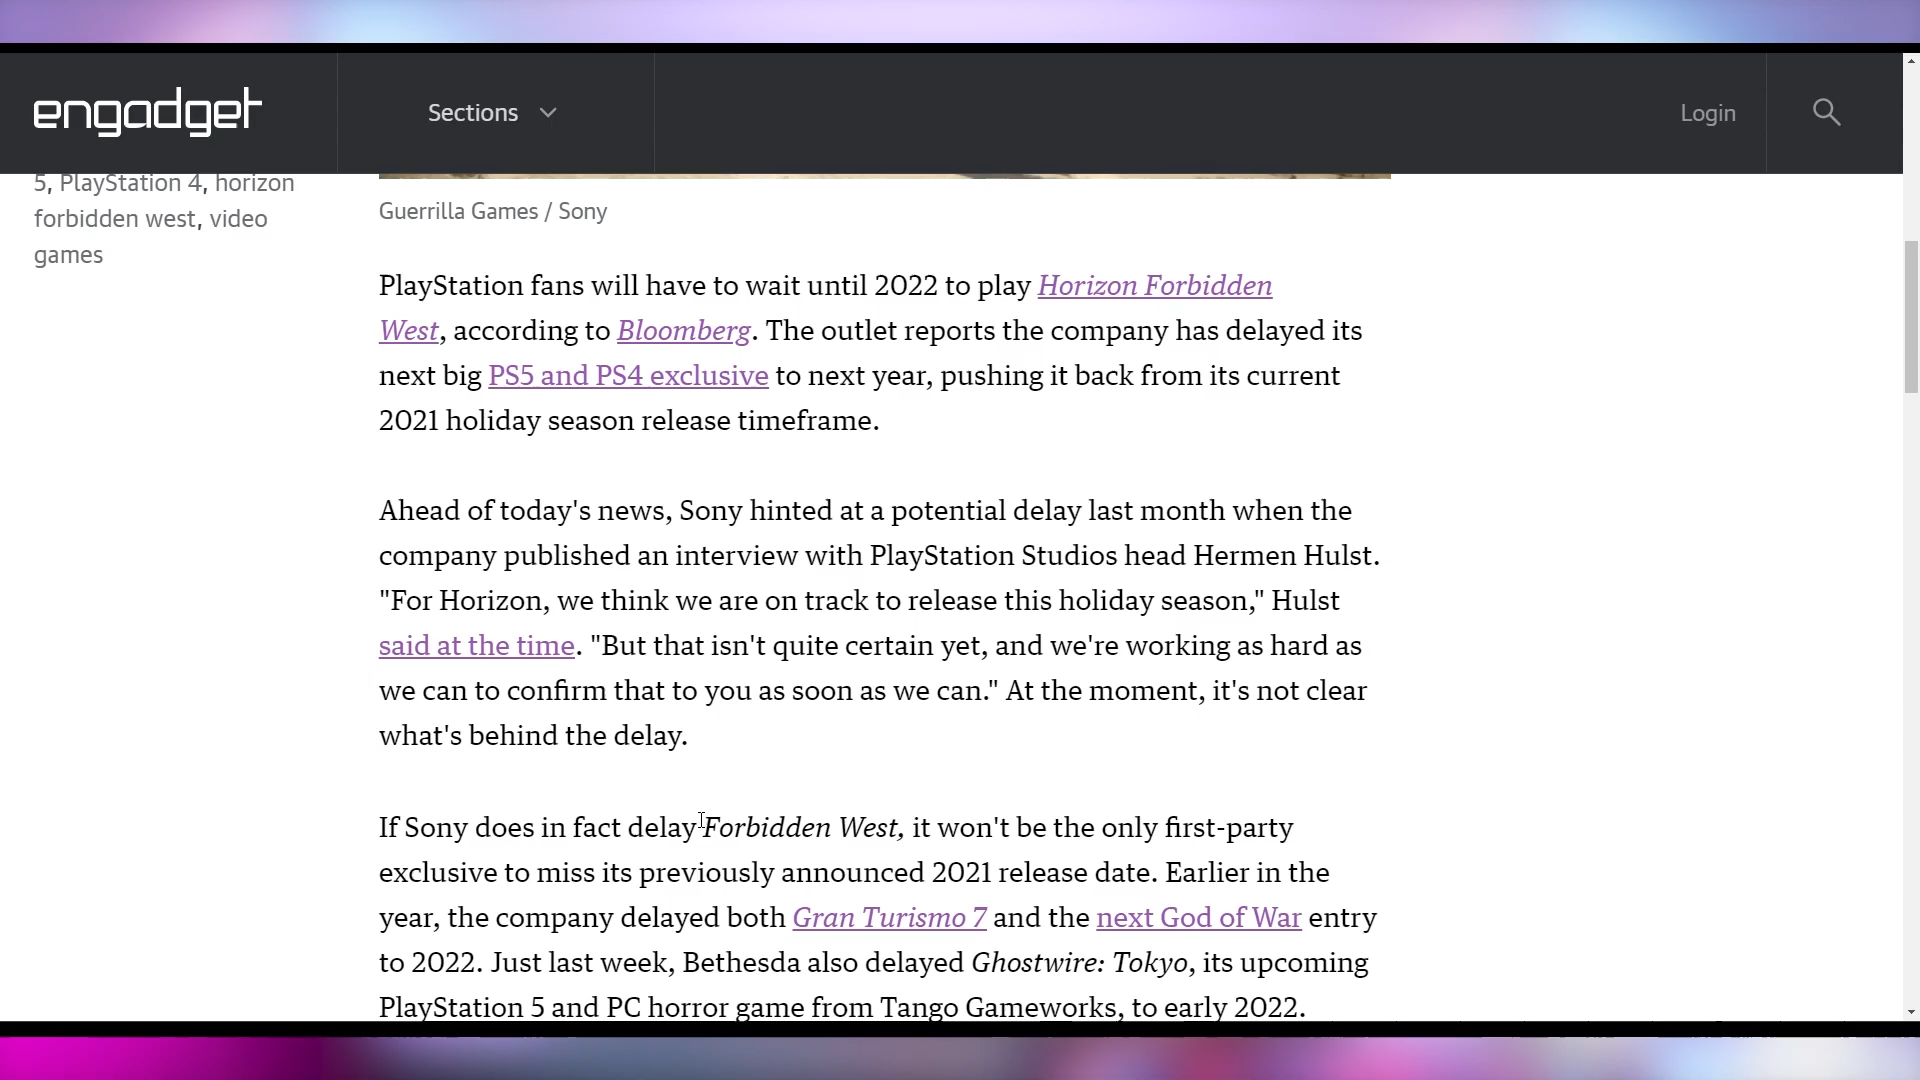 engadget
Sections
Login
5, PlayStation 4, horizon
forbidden west, video
games
Guerrilla Games / Sony
PlayStation fans will have to wait until 2022 to play Horizon Forbidden
West, according to Bloomberg. The outlet reports the company has delayed its
next big PS5 and PS4 exclusive to next year, pushing it back from its current
2021 holiday season release timeframe.
Ahead of today's news, Sony hinted at a potential delay last month when the
company published an interview with PlayStation Studios head Hermen Hulst.
"For Horizon, we think we are on track to release this holiday season," Hulst
said at the time. "But that isn't quite certain yet, and we're working as hard as
we can to confirm that to you as soon as we can." At the moment, it's not clear
what's behind the delay.
If Sony does in fact delay Forbidden West, it won't be the only first-party
exclusive to miss its previously announced 2021 release date. Earlier in the
year, the company delayed both Gran Turismo 7 and the next God of War entry
to 2022. Just last week, Bethesda also delayed Ghostwire: Tokyo, its upcoming
PlayStation 5 and PC horror game from Tango Gameworks, to early 2022.